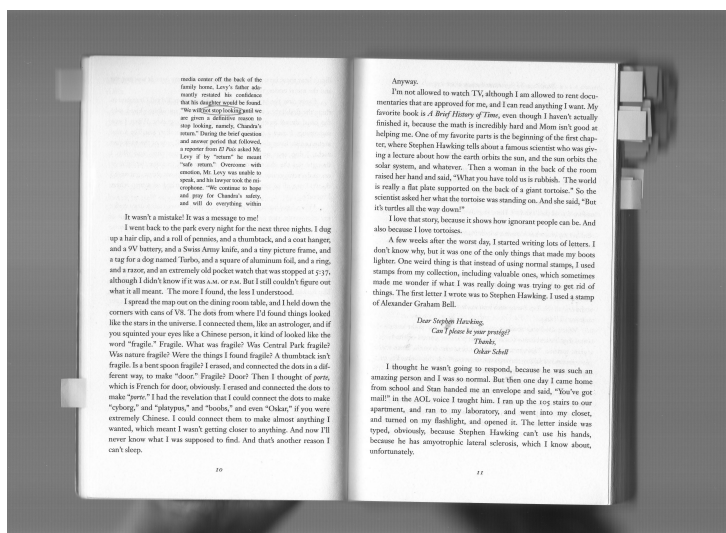 media center off the back of the
family home, Levy's father ada-
mantly restated his confidence
that his daughter would be found.
"We will not stop looking until we
are given a definitive reason to
stop looking, namely, Chandra's
return." During the brief question
and answer period that followed,
a reporter from El País asked Mr.
Levy if by "return" he meant
"safe return." Overcome with
emotion, Mr. Levy was unable to
speak, and his lawyer took the mi-
crophone. "We continue to hope
and pray for Chandra's safety,
and will do everything within
It wasn't a mistake! It was a message to me!
I went back to the park every night for the next three nights. I dug
up a hair clip, and a roll of pennies, and a thumbtack, and a coat hanger,
and a 9V battery, and a Swiss Army knife, and a tiny picture frame, and
a tag for a dog named Turbo, and a square of aluminum foil, and a ring,
and a razor, and an extremely old pocket watch that was stopped at 5:37,
although I didn't know if it was A.M. or P.M. But I still couldn't figure out
what it all meant. The more I found, the less I understood.
I spread the map out on the dining room table, and I held down the
corners with cans of V8. The dots from where I'd found things looked
like the stars in the universe. I connected them, like an astrologer, and if
you squinted your eyes like a Chinese person, it kind of looked like the
word "fragile." Fragile. What was fragile? Was Central Park fragile?
Was nature fragile? Were the things I found fragile? A thumbtack isn't
fragile. Is a bent spoon fragile? I erased, and connected the dots in a dif-
ferent way, to make "door." Fragile? Door? Then I thought of porte,
which is French for door, obviously. I erased and connected the dots to
make "porte." I had the revelation that I could connect the dots to make
"cyborg," and "platypus," and "boobs," and even "Oskar," if you were
extremely Chinese. I could connect them to make almost anything I
wanted, which meant I wasn't getting closer to anything. And now I'll
never know what I was supposed to find. And that's another reason I
can't sleep.
10
Anyway.
I'm not allowed to watch TV, although I am allowed to rent docu-
mentaries that are approved for me, and I can read anything I want. My
favorite book is A Brief History of Time, even though I haven't actually
finished it, because the math is incredibly hard and Mom isn't good at
helping me. One of my favorite parts is the beginning of the first chap-
ter, where Stephen Hawking tells about a famous scientist who was giv-
ing a lecture about how the earth orbits the sun, and the sun orbits the
solar system, and whatever. Then a woman in the back of the room
raised her hand and said, "What you have told us is rubbish. The world
is really a flat plate supported on the back of a giant tortoise." So the
scientist asked her what the tortoise was standing on. And she said, "But
it's turtles all the way down!"
I love that story, because it shows how ignorant people can be. And
also because I love tortoises.
A few weeks after the worst day, I started writing lots of letters. I
don't know why, but it was one of the only things that made my boots
lighter. One weird thing is that instead of using normal stamps, I used
stamps from my collection, including valuable ones, which sometimes
made me wonder if what I was really doing was trying to get rid of
things. The first letter I wrote was to Stephen Hawking. I used a stamp
of Alexander Graham Bell.
Dear Stephen Hawking,
Can I please be your protégé?
Thanks,
Oskar Schell
I thought he wasn't going to respond, because he was such an
amazing person and I was so normal. But then one day I came home
from school and Stan handed me an envelope and said, "You've got
mail!" in the AOL voice I taught him. I ran up the 105 stairs to our
apartment, and ran to my laboratory, and went into my closet,
and turned on my flashlight, and opened it. The letter inside was
typed, obviously, because Stephen Hawking can't use his hands,
because he has amyotrophic lateral sclerosis, which I know about,
unfortunately.
11